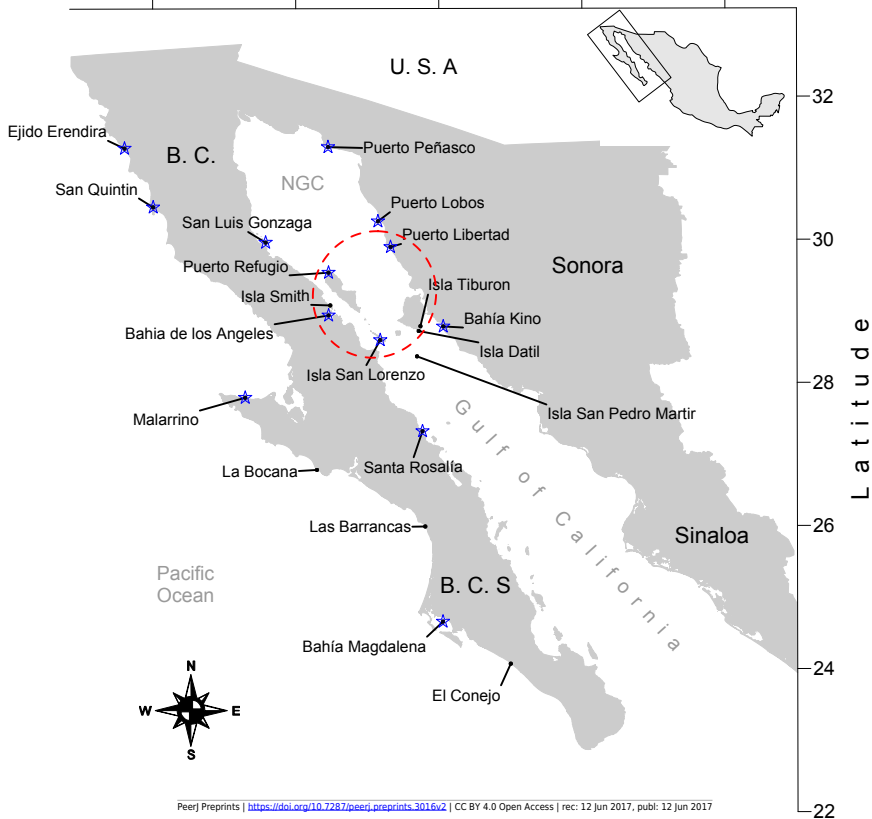 U. S. A
32
Ejido Erendira
B. C.
Puerto Peñasco
NGC
San Quintin
Puerto Lobos
San Luis Gonzaga
Puerto Libertad
30
Puerto Refugio
Sonora
Isla Tiburon
Isla Smith
Bahía Kino
Bahia de los Angeles
Isla Datil
Isla San Lorenzo
28
Malarrino
Isla San Pedro Martir
Gulf of California
Latitude
La Bocana
Santa Rosalía
Las Barrancas
26
Sinaloa
Pacific
Ocean
B. C. S
Bahía Magdalena
24
El Conejo
N
W
E
S
PeerJ Preprints | https://doi.org/10.7287/peerj.preprints.3016v2 | CC BY 4.0 Open Access | rec: 12 Jun 2017, publ: 12 Jun 2017
22